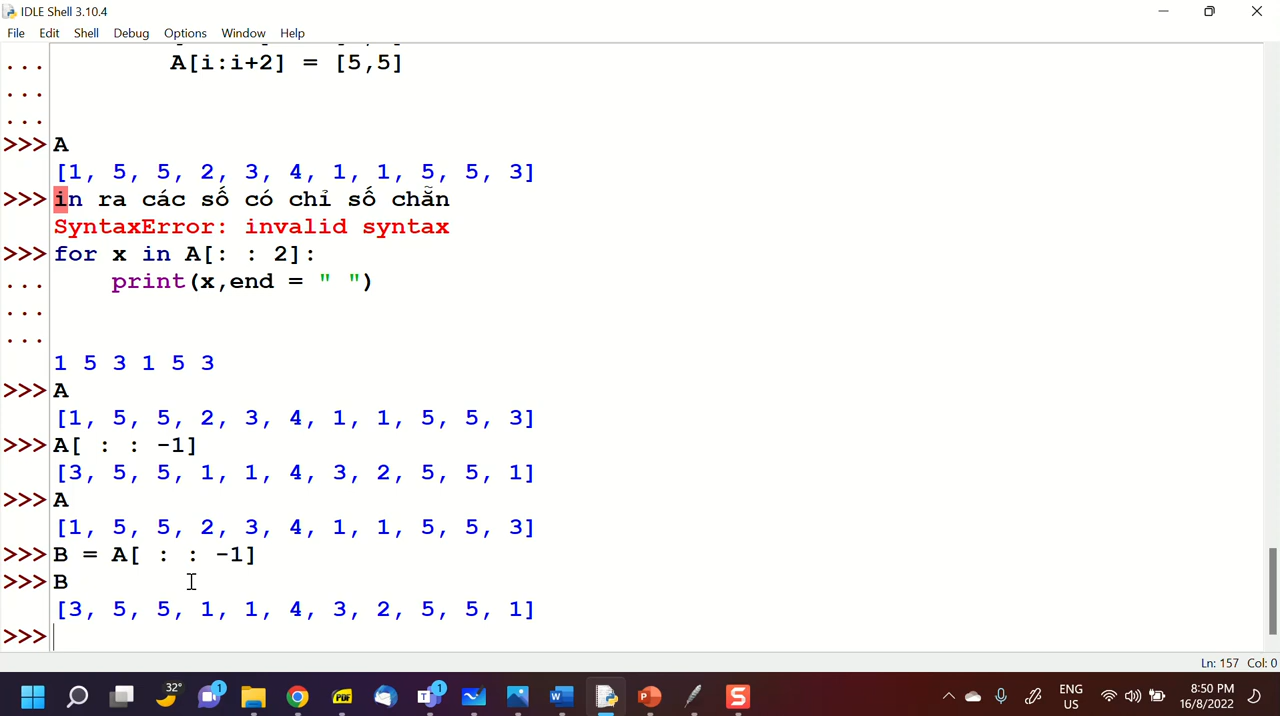 IDLE Shell 3.10.4
File Edit Shell Debug Options Window Help
... A[i:i+2] = [5,5]
...
...
>>> A
[1, 5, 5, 2, 3, 4, 1, 1, 5, 5, 3]
>>> in ra các số có chỉ số chẵn
SyntaxError: invalid syntax
>>> for x in A[: : 2]:
... print(x,end = " ")
...
...
1 5 3 1 5 3
>>> A
[1, 5, 5, 2, 3, 4, 1, 1, 5, 5, 3]
>>> A[ : : -1]
[3, 5, 5, 1, 1, 4, 3, 2, 5, 5, 1]
>>> A
[1, 5, 5, 2, 3, 4, 1, 1, 5, 5, 3]
>>> B = A[ : : -1]
>>> B
[3, 5, 5, 1, 1, 4, 3, 2, 5, 5, 1]
>>>
Ln: 157 Col: 0
32° 1 PDF 1 ENG 8:50 PM
US 16/8/2022